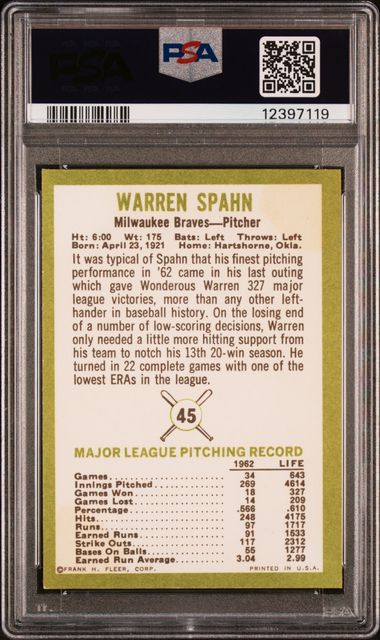 PSA
12397119
WARREN SPAHN
Milwaukee Braves—Pitcher
Ht: 6:00 Wt: 175 Bats: Left Throws: Left
Born: April 23, 1921 Home: Hartshorne, Okla.
It was typical of Spahn that his finest pitching
performance in '62 came in his last outing
which gave Wonderous Warren 327 major
league victories, more than any other left-
hander in baseball history. On the losing end
of a number of low-scoring decisions, Warren
only needed a little more hitting support from
his team to notch his 13th 20-win season. He
turned in 22 complete games with one of the
lowest ERAs in the league.
45
MAJOR LEAGUE PITCHING RECORD
1962 LIFE
Games 34 643
Innings Pitched 269 4614
Games Won 18 327
Games Lost 14 209
Percentage .566 .610
Hits 248 4175
Runs 97 1717
Earned Runs 91 1533
Strike Outs 117 2312
Bases On Balls 55 1277
Earned Run Average 3.04 2.99
©FRANK H. FLEER, CORP. PRINTED IN U.S.A.